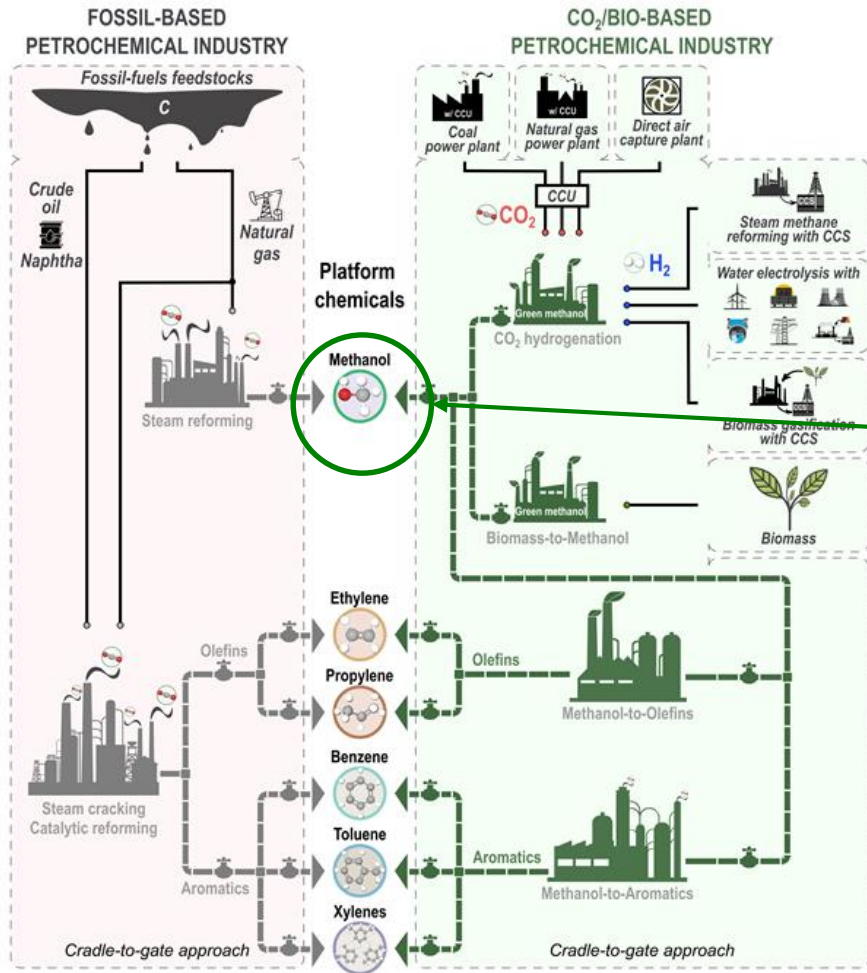 FOSSIL-BASED
PETROCHEMICAL INDUSTRY
Fossil-fuels feedstocks
C
Crude
oil
Naphtha
Natural
gas
Steam reforming
Olefins
Steam cracking
Catalytic reforming
Aromatics
Cradle-to-gate approach
Platform
chemicals
Methanol
Ethylene
Propylene
Benzene
Toluene
Xylenes
CO₂/BIO-BASED
PETROCHEMICAL INDUSTRY
w/ CCU
Coal
power plant
w/ CCU
Natural gas
power plant
Direct air
capture plant
CCU
CO₂
H₂
Green methanol
CO₂ hydrogenation
CCS
Steam methane
reforming with CCS
Water electrolysis with
CCS
Biomass gasification
with CCS
Green methanol
Biomass-to-Methanol
Biomass
Olefins
Methanol-to-Olefins
Aromatics
Methanol-to-Aromatics
Cradle-to-gate approach